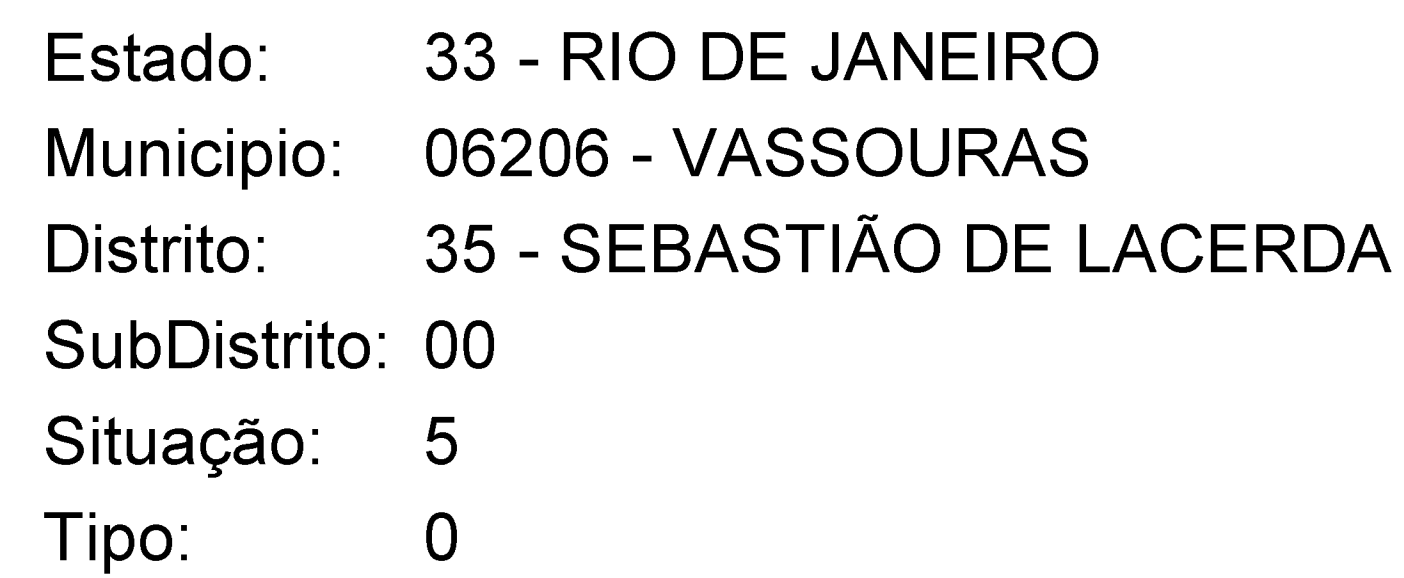 Estado: 33 - RIO DE JANEIRO
Municipio: 06206 - VASSOURAS
Distrito: 35 - SEBASTIÃO DE LACERDA
SubDistrito: 00
Situação: 5
Tipo: 0